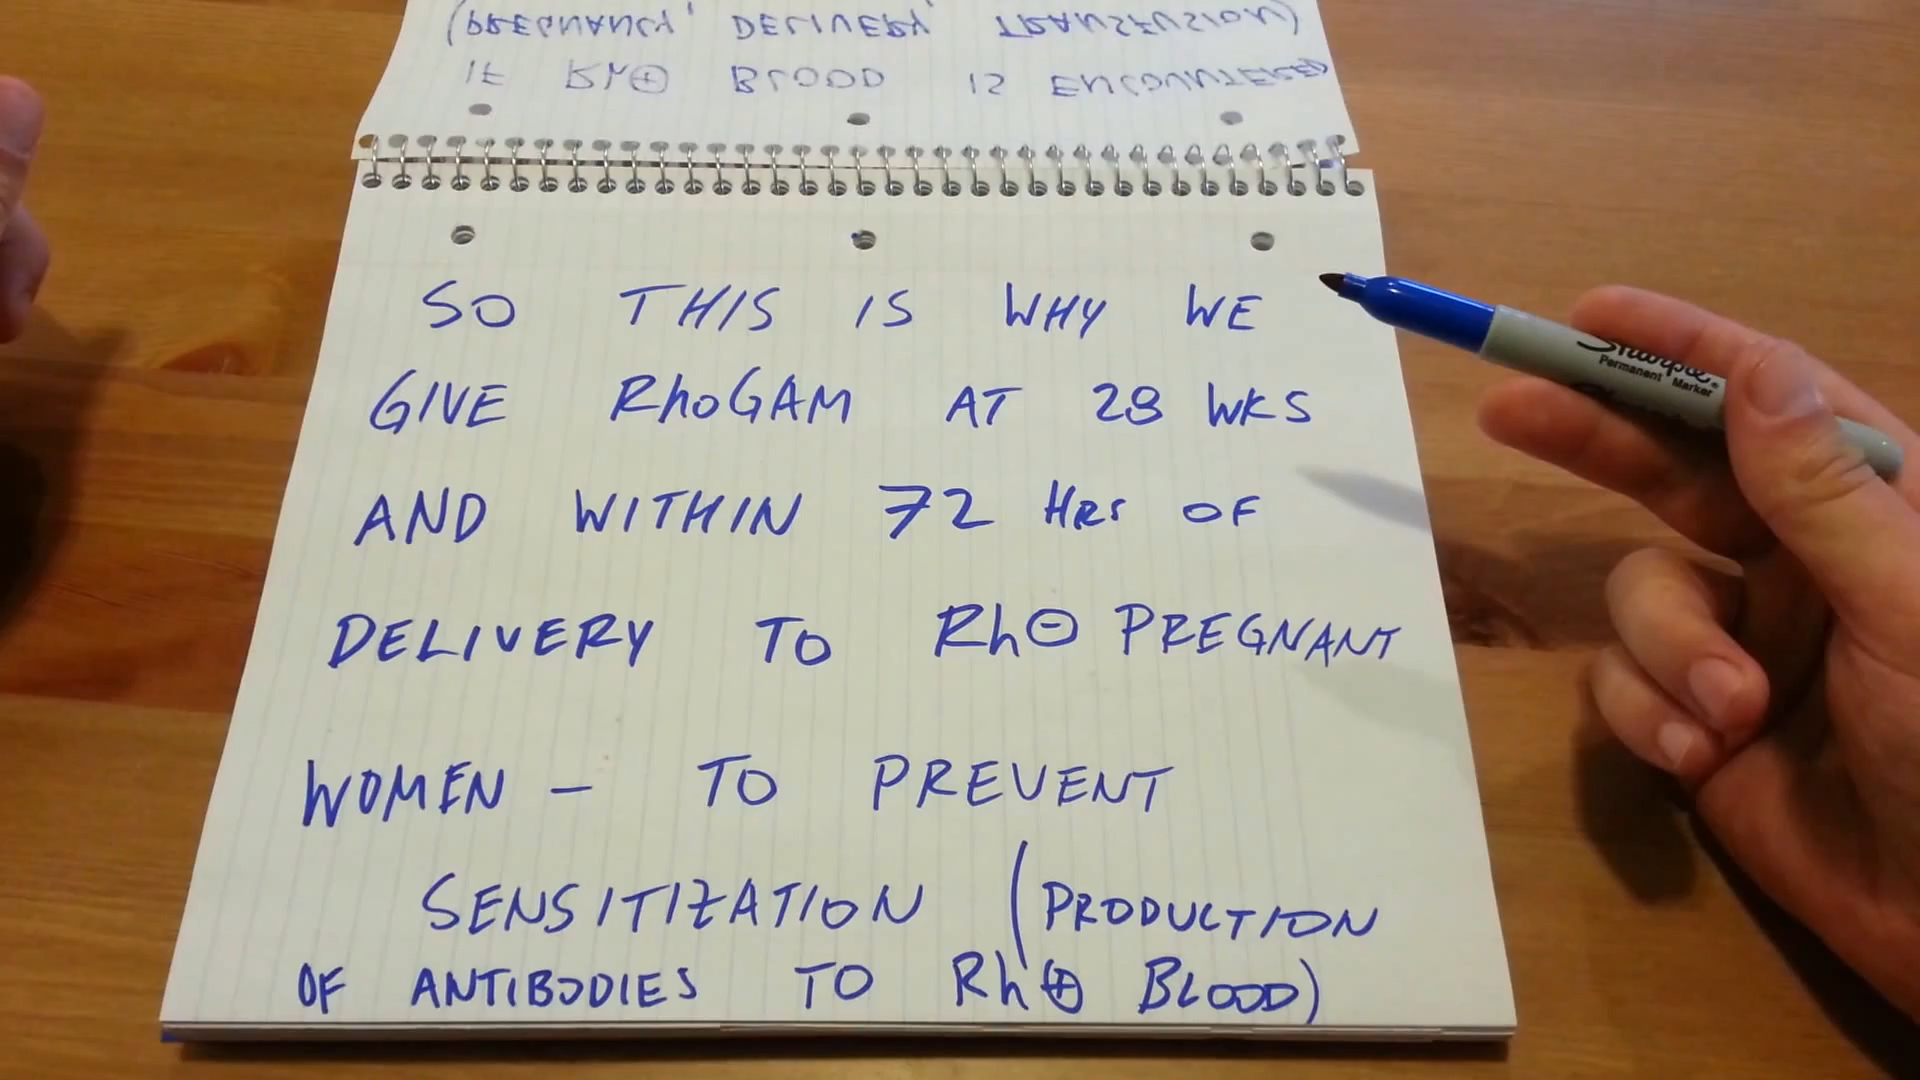 (PREGNANCY, DELIVERY, TRANSFUSION)
IF Rh⊕ BLOOD IS ENCOUNTERED
SO THIS IS WHY WE
GIVE RhoGAM AT 28 WKS
AND WITHIN 72 HRS OF
DELIVERY TO Rh⊖ PREGNANT
WOMEN – TO PREVENT
SENSITIZATION (PRODUCTION
OF ANTIBODIES TO Rh⊕ BLOOD)
Sharpie®
Permanent Marker